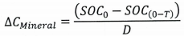 ΔC_Mineral = (SOC_0 − SOC_(0−T)) / D